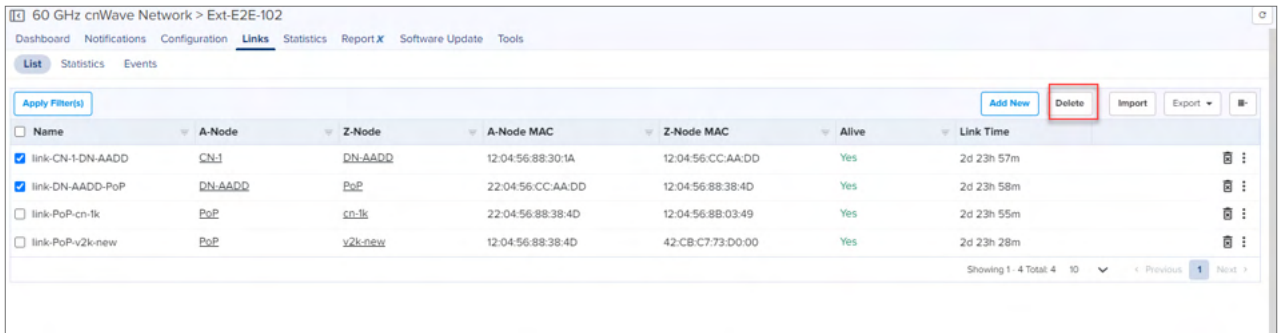 60 GHz cnWave Network > Ext-E2E-102
Dashboard Notifications Configuration Links Statistics Report X Software Update Tools
List Statistics Events
Apply Filter(s) Add New Delete Import Export
Name A-Node Z-Node A-Node MAC Z-Node MAC Alive Link Time
link-CN-1-DN-AADD CN-1 DN-AADD 12:04:56:88:30:1A 12:04:56:CC:AA:DD Yes 2d 23h 57m
link-DN-AADD-PoP DN-AADD PoP 22:04:56:CC:AA:DD 12:04:56:88:38:4D Yes 2d 23h 58m
link-PoP-cn-1k PoP cn-1k 22:04:56:88:38:4D 12:04:56:8B:03:49 Yes 2d 23h 55m
link-PoP-v2k-new PoP v2k-new 12:04:56:88:38:4D 42:CB:C7:73:D0:00 Yes 2d 23h 28m
Showing 1 - 4 Total: 4 10 < Previous 1 Next >